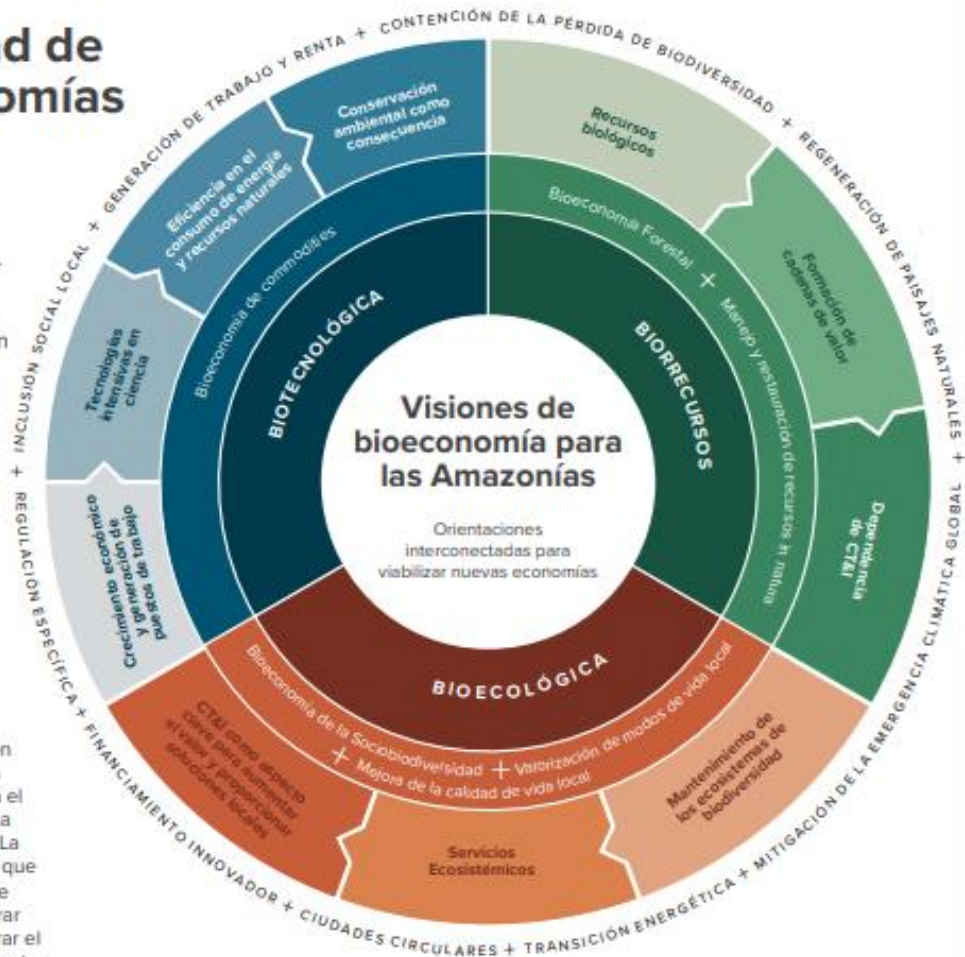 d de
omías
n
n
el
a
La
que
e
rar
rar el
Visiones de
bioeconomía para
las Amazonías
Orientaciones
interconectadas para
viabilizar nuevas economías
BIOTECNOLÓGICA
BIORRECURSOS
BIOECOLÓGICA
Bioeconomía de commodities
Bioeconomía Forestal + Manejo y restauración de recursos in natura
Bioeconomía de la Sociobiodiversidad + Valorización de modos de vida local
+ Mejora de la calidad de vida local
Conservación
ambiental como
consecuencia
Recursos
biológicos
Formación de
cadenas de valor
Dependencia
de CT&I
Mantenimiento de
los ecosistemas de
biodiversidad
Servicios
Ecosistémicos
CT&I como aspecto
clave para aumentar
el valor y proporcionar
soluciones locales
Crecimiento económico
y generación de
puestos de trabajo
Tecnologías
intensivas en
ciencia
Eficiencia en el
consumo de energía
y recursos naturales
+ INCLUSIÓN SOCIAL LOCAL + GENERACIÓN DE TRABAJO Y RENTA + CONTENCIÓN DE LA PÉRDIDA DE BIODIVERSIDAD + REGENERACIÓN DE PAISAJES NATURALES + MITIGACIÓN DE LA EMERGENCIA CLIMÁTICA GLOBAL
REGULACIÓN ESPECÍFICA + FINANCIAMIENTO INNOVADOR + CIUDADES CIRCULARES + TRANSICIÓN ENERGÉTICA +